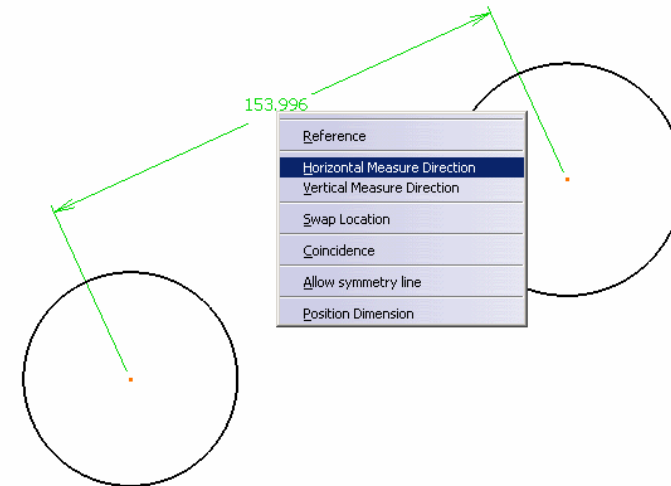 153.996
Reference
Horizontal Measure Direction
Vertical Measure Direction
Swap Location
Coincidence
Allow symmetry line
Position Dimension